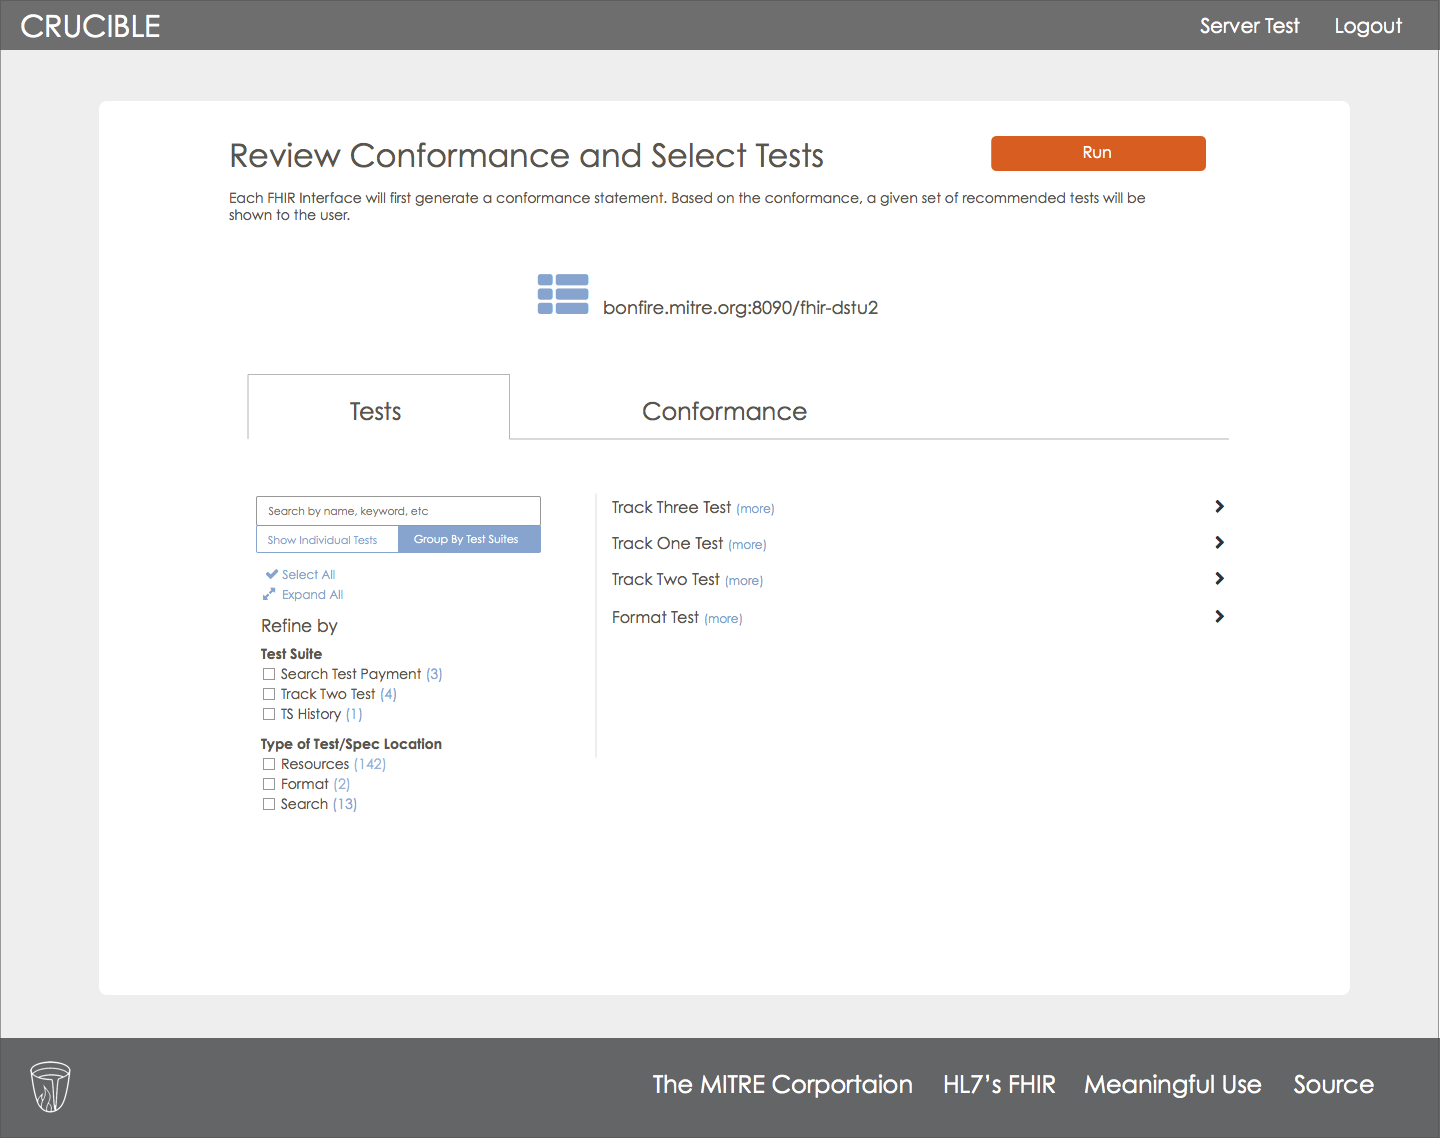 CRUCIBLE
Server Test
Logout
Review Conformance and Select Tests
Run
Each FHIR Interface will first generate a conformance statement. Based on the conformance, a given set of recommended tests will be
shown to the user.
bonfire.mitre.org:8090/fhir-dstu2
Tests
Conformance
Search by name, keyword, etc
Show Individual Tests
Group By Test Suites
Select All
Expand All
Refine by
Test Suite
Search Test Payment (3)
Track Two Test (4)
TS History (1)
Type of Test/Spec Location
Resources (142)
Format (2)
Search (13)
Track Three Test (more)
Track One Test (more)
Track Two Test (more)
Format Test (more)
The MITRE Corportaion
HL7’s FHIR
Meaningful Use
Source